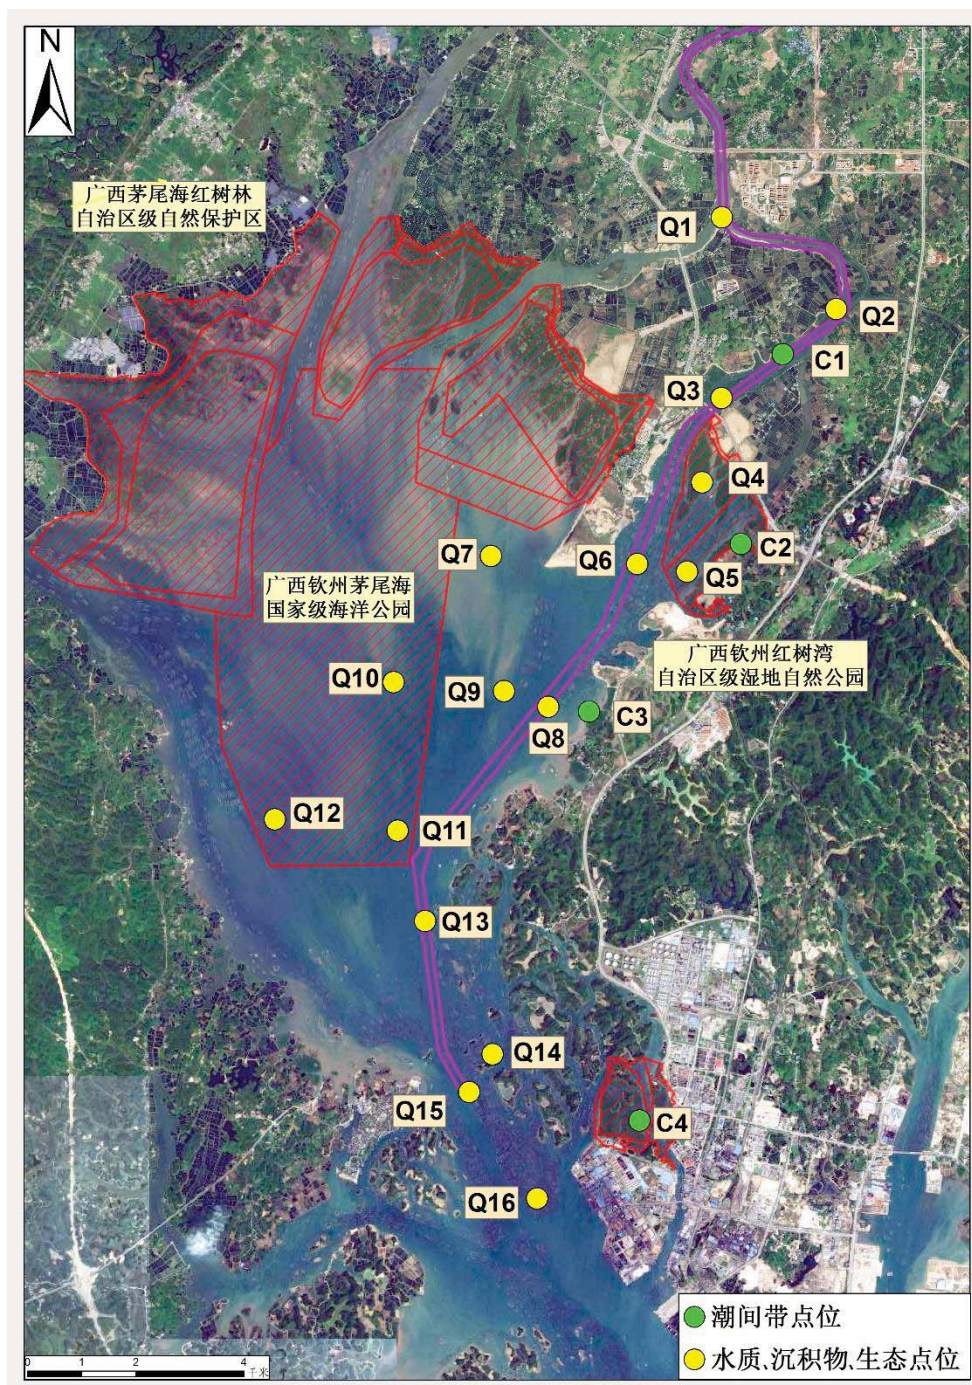 N
广西茅尾海红树林
自治区级自然保护区
Q1
Q2
C1
Q3
Q4
C2
Q7
Q6
Q5
广西钦州茅尾海
国家级海洋公园
广西钦州红树湾
自治区级湿地自然公园
Q10
Q9
C3
Q8
Q12
Q11
Q13
Q14
Q15
C4
Q16
潮间带点位
水质、沉积物、生态点位
0 1 2 4
千米